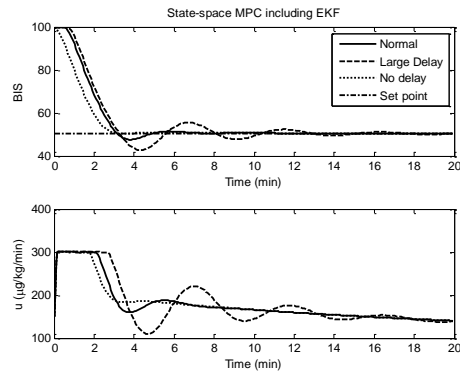 State-space MPC including EKF
100
80
60
40
BIS
Normal
Large Delay
No delay
Set point
0 2 4 6 8 10 12 14 16 18 20
Time (min)
400
300
200
100
u (µg/kg/min)
0 2 4 6 8 10 12 14 16 18 20
Time (min)